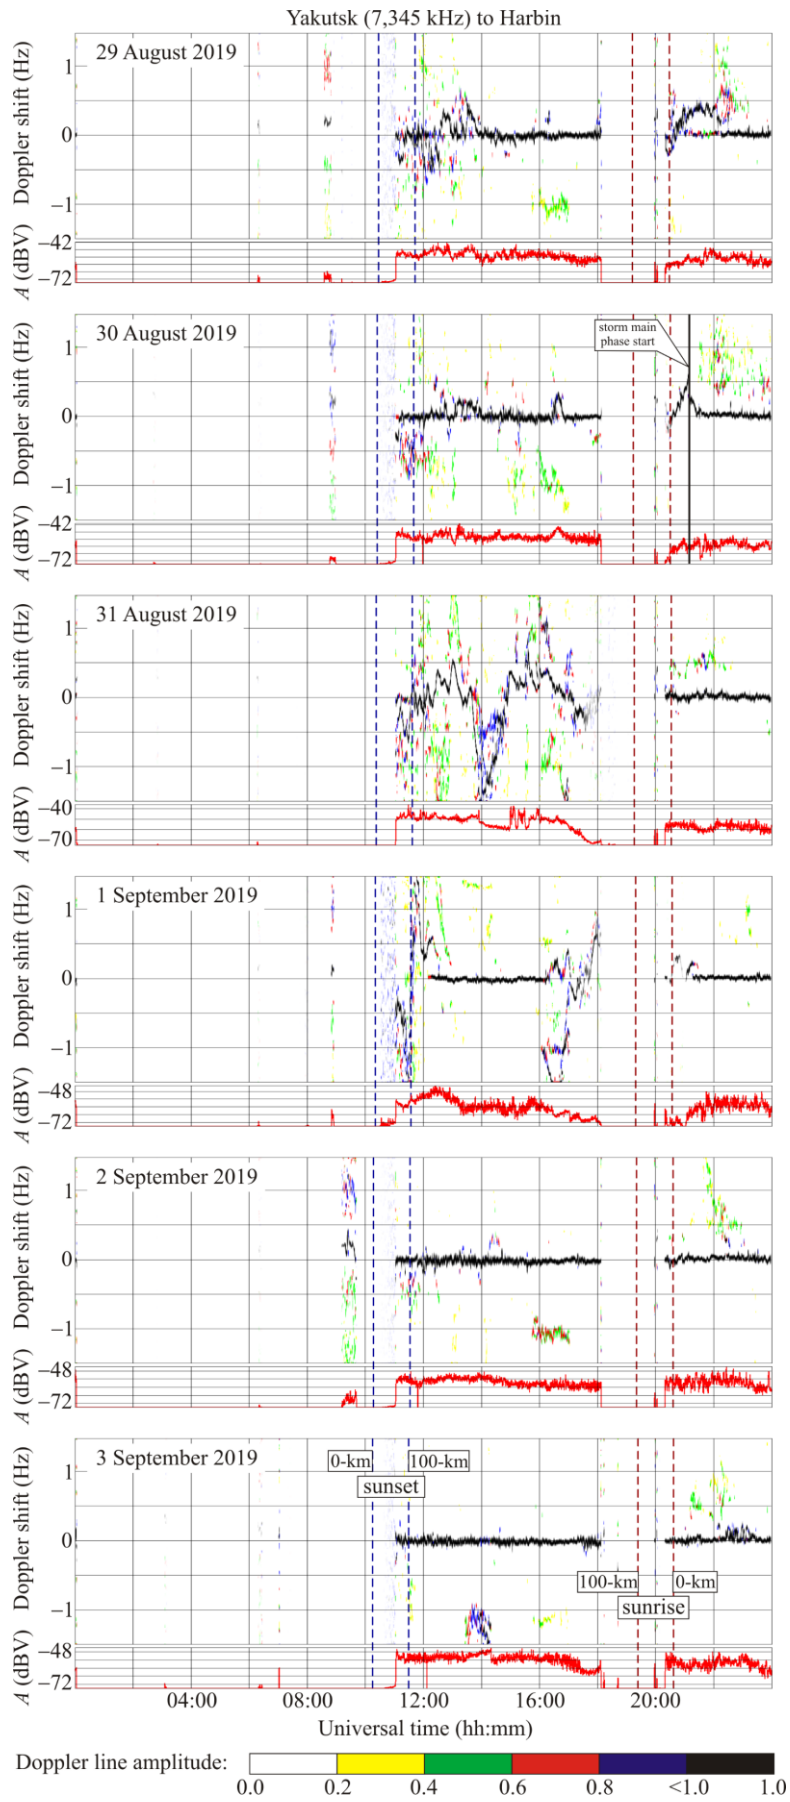 Yakutsk (7,345 kHz) to Harbin
29 August 2019
Doppler shift (Hz)
1
0
−1
A (dBV)
−42
−72
30 August 2019
storm main
phase start
Doppler shift (Hz)
1
0
−1
A (dBV)
−42
−72
31 August 2019
Doppler shift (Hz)
1
0
−1
A (dBV)
−40
−70
1 September 2019
Doppler shift (Hz)
1
0
−1
A (dBV)
−48
−72
2 September 2019
Doppler shift (Hz)
1
0
−1
A (dBV)
−48
−72
3 September 2019
0-km 100-km
sunset
Doppler shift (Hz)
1
0
−1
100-km 0-km
sunrise
A (dBV)
−48
−72
04:00 08:00 12:00 16:00 20:00
Universal time (hh:mm)
Doppler line amplitude:
0.0 0.2 0.4 0.6 0.8 <1.0 1.0